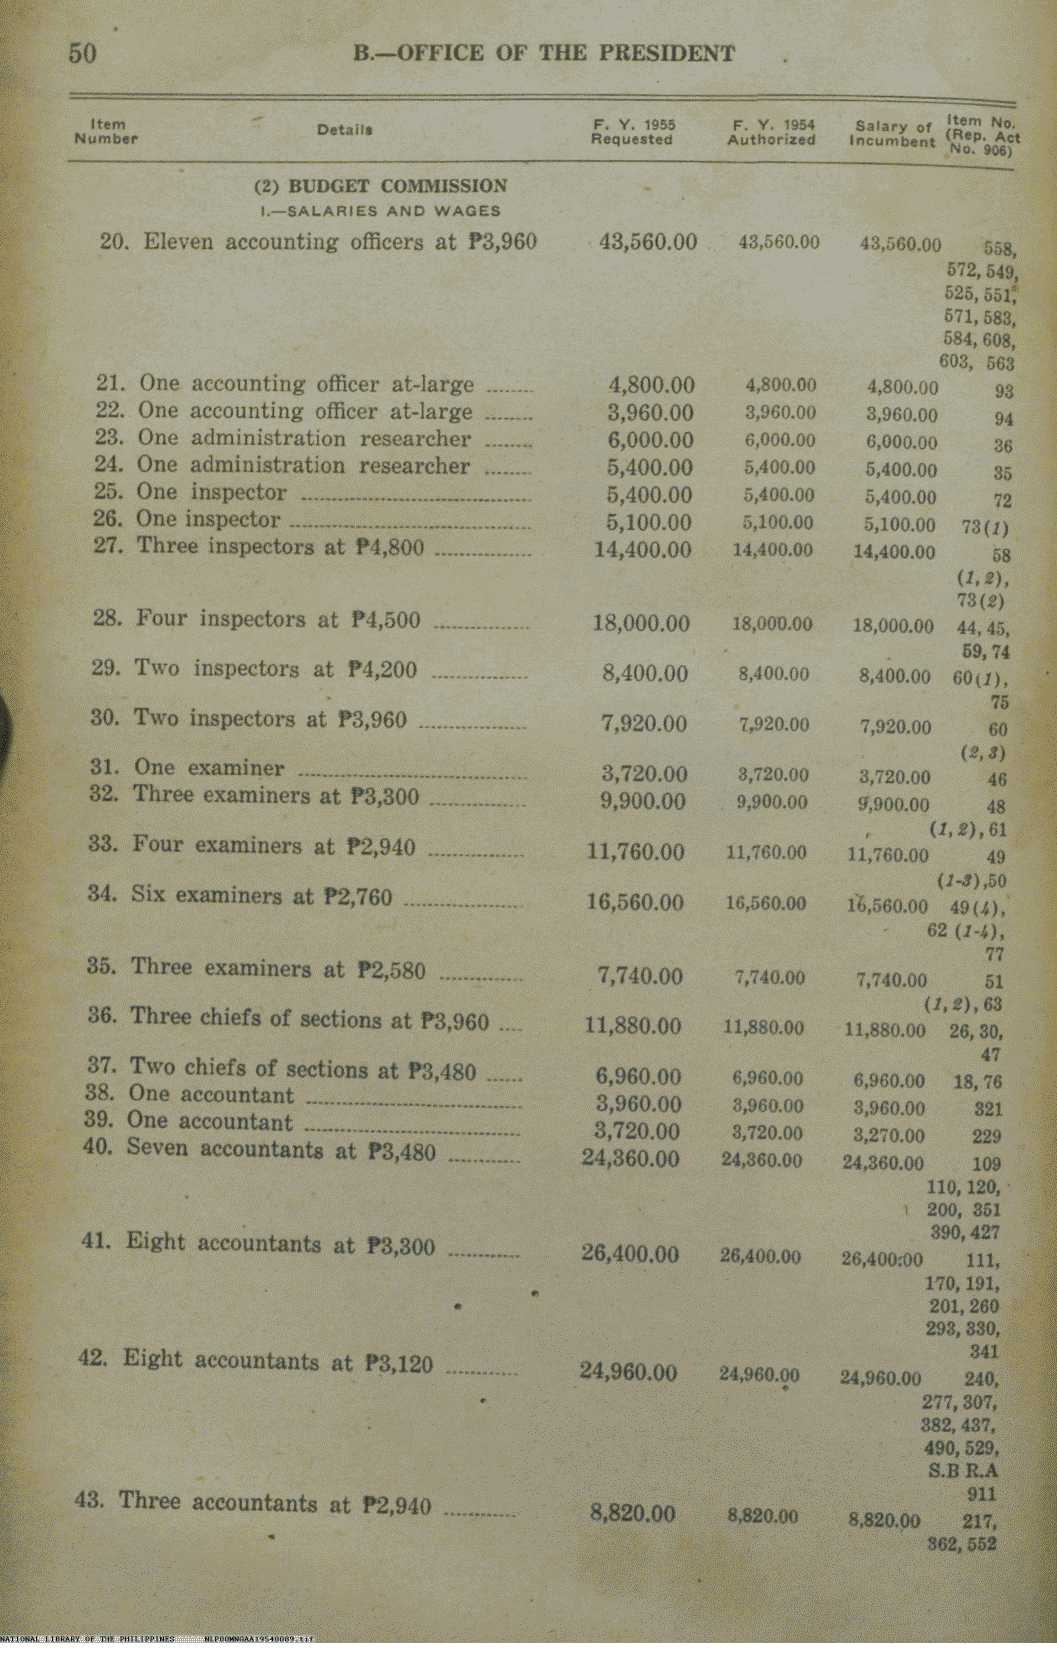 50
B.—OFFICE OF THE PRESIDENT
Item Number Details F. Y. 1955 Requested F. Y. 1954 Authorized Salary of Incumbent Item No. (Rep. Act No. 906)
(2) BUDGET COMMISSION
I.—SALARIES AND WAGES
20. Eleven accounting officers at ₱3,960 43,560.00 43,560.00 43,560.00 558,
572, 549,
525, 551,
571, 583,
584, 608,
603, 563
21. One accounting officer at-large ........ 4,800.00 4,800.00 4,800.00 93
22. One accounting officer at-large ........ 3,960.00 3,960.00 3,960.00 94
23. One administration researcher ........ 6,000.00 6,000.00 6,000.00 36
24. One administration researcher ........ 5,400.00 5,400.00 5,400.00 35
25. One inspector ........ 5,400.00 5,400.00 5,400.00 72
26. One inspector ........ 5,100.00 5,100.00 5,100.00 73(1)
27. Three inspectors at ₱4,800 ........ 14,400.00 14,400.00 14,400.00 58
(1, 2),
73(2)
28. Four inspectors at ₱4,500 ........ 18,000.00 18,000.00 18,000.00 44, 45,
59, 74
29. Two inspectors at ₱4,200 ........ 8,400.00 8,400.00 8,400.00 60(1),
75
30. Two inspectors at ₱3,960 ........ 7,920.00 7,920.00 7,920.00 60
(2, 3)
31. One examiner ........ 3,720.00 3,720.00 3,720.00 46
32. Three examiners at ₱3,300 ........ 9,900.00 9,900.00 9,900.00 48
(1, 2), 61
33. Four examiners at ₱2,940 ........ 11,760.00 11,760.00 11,760.00 49
(1-3),50
34. Six examiners at ₱2,760 ........ 16,560.00 16,560.00 16,560.00 49(4),
62 (1-4),
77
35. Three examiners at ₱2,580 ........ 7,740.00 7,740.00 7,740.00 51
(1, 2), 63
36. Three chiefs of sections at ₱3,960 .... 11,880.00 11,880.00 11,880.00 26, 30,
47
37. Two chiefs of sections at ₱3,480 ...... 6,960.00 6,960.00 6,960.00 18, 76
38. One accountant ........ 3,960.00 3,960.00 3,960.00 321
39. One accountant ........ 3,720.00 3,720.00 3,270.00 229
40. Seven accountants at ₱3,480 ........ 24,360.00 24,360.00 24,360.00 109
110, 120,
200, 351
390, 427
41. Eight accountants at ₱3,300 ........ 26,400.00 26,400.00 26,400:00 111,
170, 191,
201, 260
293, 330,
341
42. Eight accountants at ₱3,120 ........ 24,960.00 24,960.00 24,960.00 240,
277, 307,
382, 437,
490, 529,
S.B R.A
911
43. Three accountants at ₱2,940 ........ 8,820.00 8,820.00 8,820.00 217,
362, 552
NATIONAL LIBRARY OF THE PHILIPPINES NLP00MNGAA19540089.tif